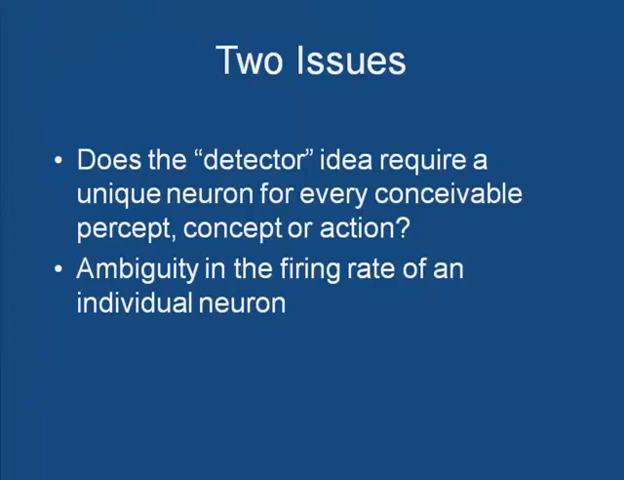 Two Issues
• Does the “detector” idea require a
unique neuron for every conceivable
percept, concept or action?
• Ambiguity in the firing rate of an
individual neuron